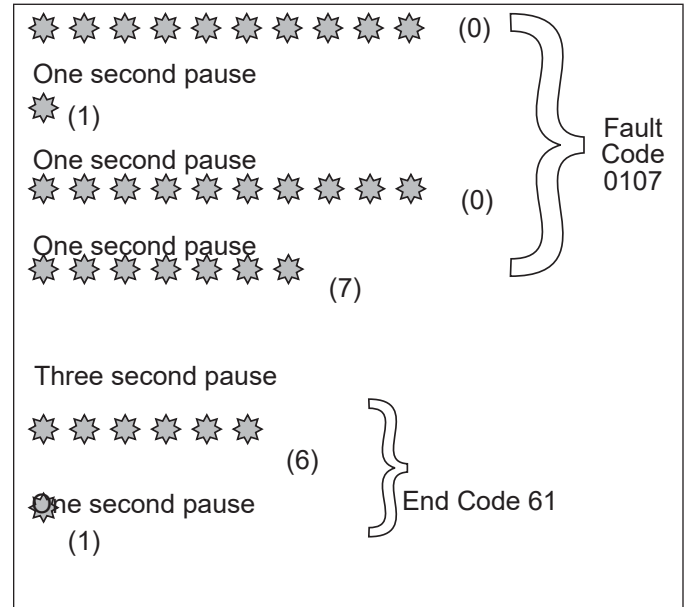 (0)
One second pause
(1)
One second pause
(0)
One second pause
(7)
Fault
Code
0107
Three second pause
(6)
One second pause
(1)
End Code 61